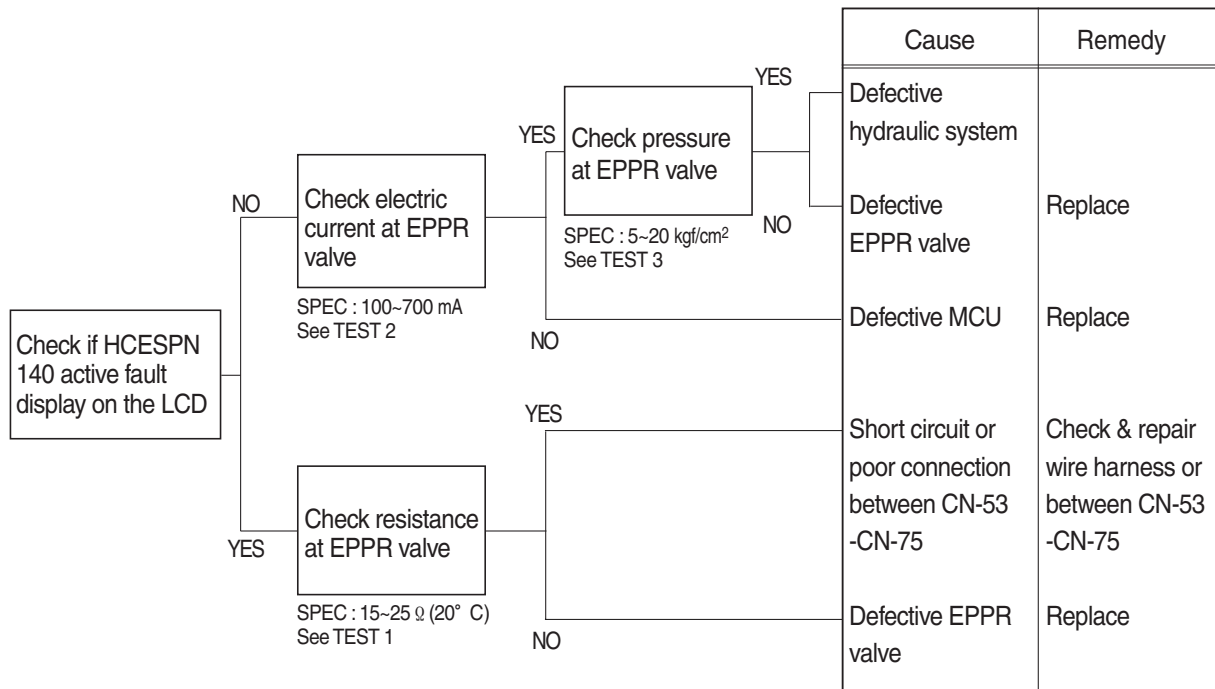 Check if HCESPN
140 active fault
display on the LCD
NO
YES
Check electric
current at EPPR
valve
SPEC : 100~700 mA
See TEST 2
Check resistance
at EPPR valve
SPEC : 15~25 Ω (20° C)
See TEST 1
YES
NO
Check pressure
at EPPR valve
SPEC : 5~20 kgf/cm²
See TEST 3
YES
NO
YES
NO
Cause
Remedy
Defective
hydraulic system
Defective
EPPR valve
Replace
Defective MCU
Replace
Short circuit or
poor connection
between CN-53
-CN-75
Check & repair
wire harness or
between CN-53
-CN-75
Defective EPPR
valve
Replace